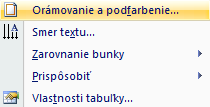 Orámovanie a podfarbenie...
Smer textu...
Zarovnanie bunky
Prispôsobiť
Vlastnosti tabuľky...